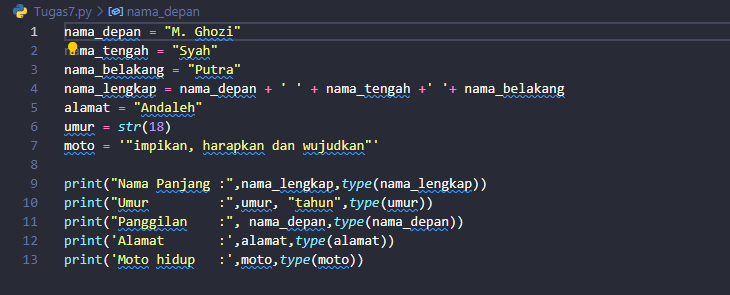 Tugas7.py > nama_depan
1 nama_depan = "M. Ghozi"
2 nama_tengah = "Syah"
3 nama_belakang = "Putra"
4 nama_lengkap = nama_depan + ' ' + nama_tengah +' '+ nama_belakang
5 alamat = "Andaleh"
6 umur = str(18)
7 moto = '"impikan, harapkan dan wujudkan"'
8
9 print("Nama Panjang :",nama_lengkap,type(nama_lengkap))
10 print("Umur         :",umur, "tahun",type(umur))
11 print("Panggilan    :", nama_depan,type(nama_depan))
12 print('Alamat       :',alamat,type(alamat))
13 print('Moto hidup   :',moto,type(moto))